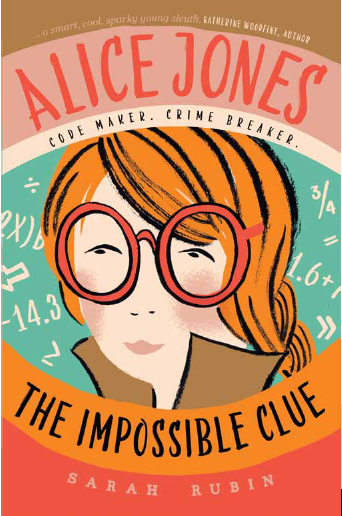 ... a smart, cool, sparky young sleuth. KATHERINE WOODFINE, AUTHOR
ALICE JONES
CODE MAKER. CRIME BREAKER.
÷
3/4
=
1.6+
-14.3
»
THE IMPOSSIBLE CLUE
SARAH RUBIN